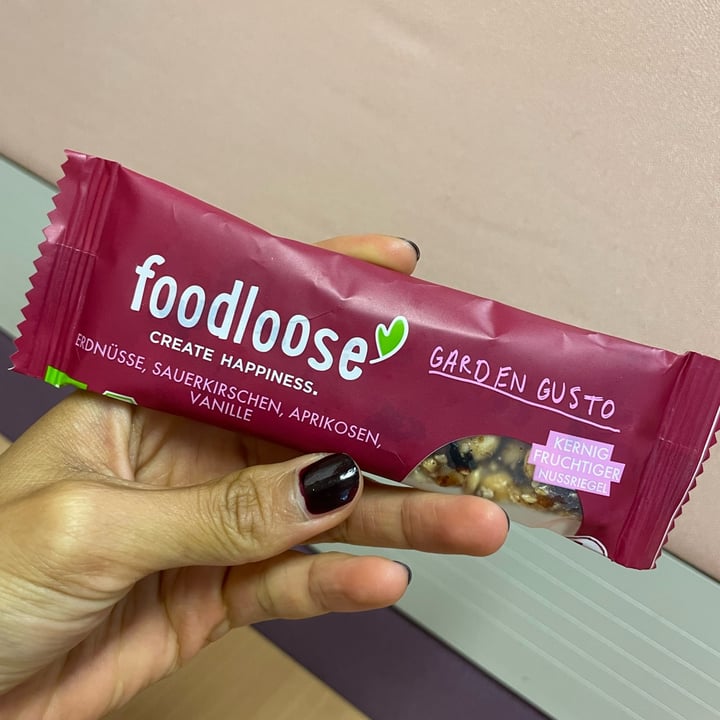 foodloose
CREATE HAPPINESS.
ERDNÜSSE, SAUERKIRSCHEN, APRIKOSEN,
VANILLE
GARDEN GUSTO
KERNIG
FRUCHTIGER
NUSSRIEGEL